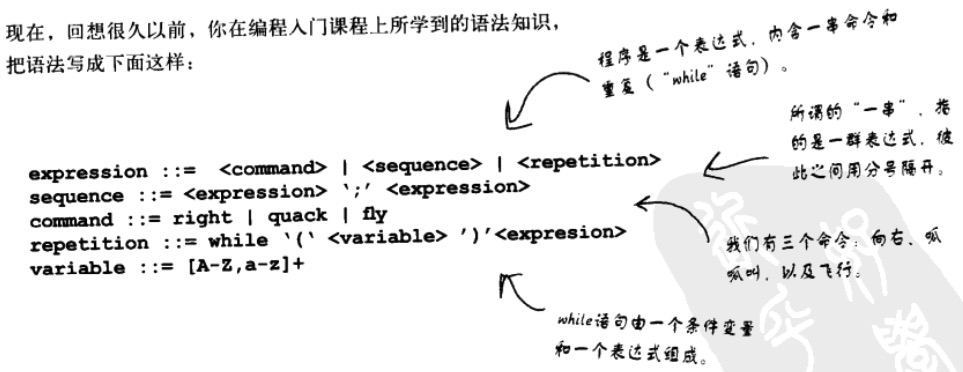 现在，回想很久以前，你在编程入门课程上所学到的语法知识，
把语法写成下面这样：
程序是一个表达式，内含一串命令和
重复（“while”语句）。
所谓的“一串”，指
的是一群表达式，彼
此之间用分号隔开。
expression ::= <command> | <sequence> | <repetition>
sequence ::= <expression> ‘;’ <expression>
command ::= right | quack | fly
repetition ::= while ‘(‘ <variable> ’)’<expresion>
variable ::= [A-Z,a-z]+
我们有三个命令：向右、呱
呱叫，以及飞行。
while语句由一个条件变量
和一个表达式组成。